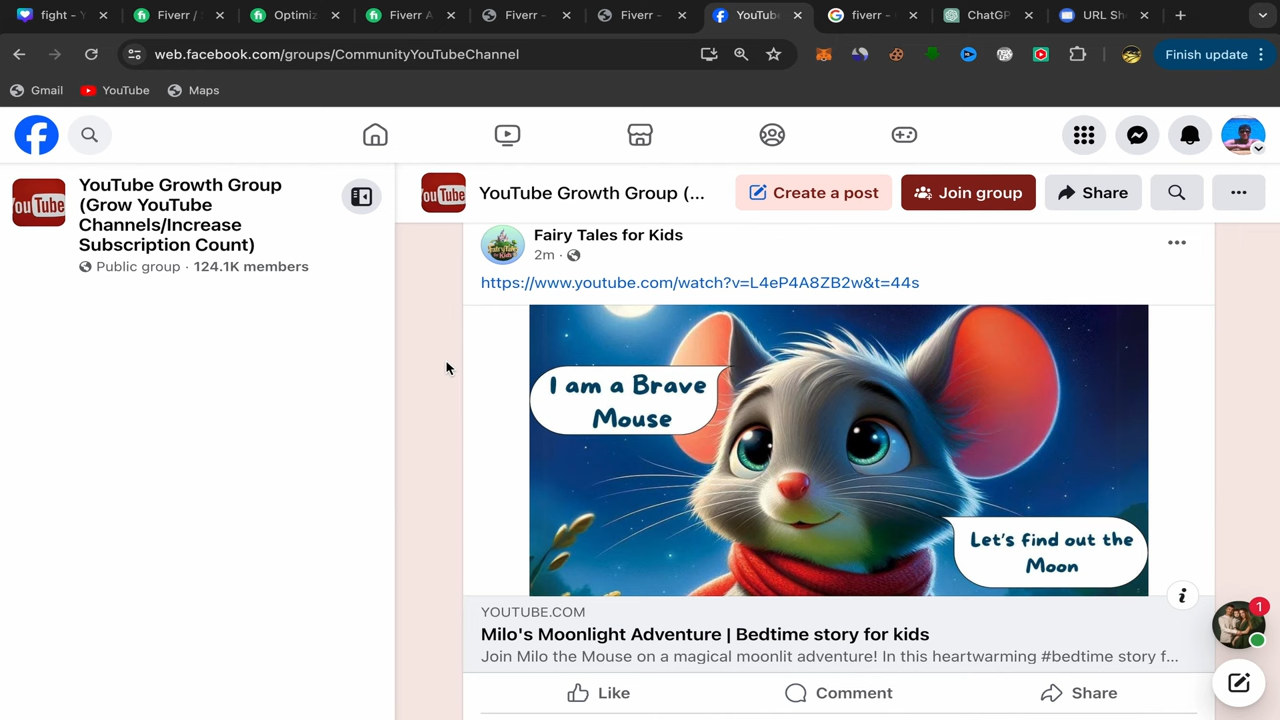 fight - Y
Fiverr /
Optimiz
Fiverr A
Fiverr -
Fiverr -
YouTube
fiverr -
ChatGP
URL Sh
web.facebook.com/groups/CommunityYouTubeChannel
Finish update
Gmail
YouTube
Maps
YouTube Growth Group
(Grow YouTube
Channels/Increase
Subscription Count)
Public group · 124.1K members
YouTube Growth Group (...
Create a post
Join group
Share
Fairy Tales for Kids
2m ·
https://www.youtube.com/watch?v=L4eP4A8ZB2w&t=44s
I am a Brave
Mouse
Let's find out the
Moon
YOUTUBE.COM
Milo's Moonlight Adventure | Bedtime story for kids
Join Milo the Mouse on a magical moonlit adventure! In this heartwarming #bedtime story f...
Like
Comment
Share
1